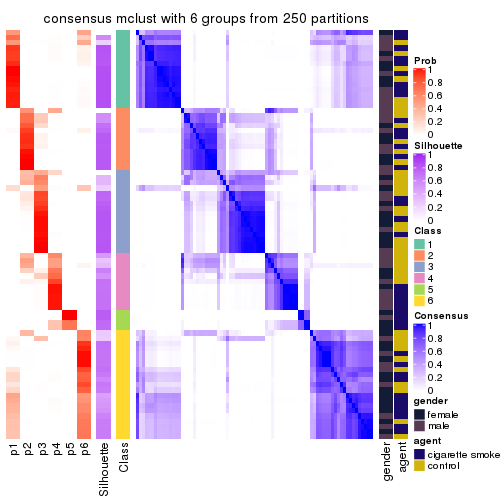 consensus mclust with 6 groups from 250 partitions
Prob
1
0.8
0.6
0.4
0.2
0
Silhouette
1
0.8
0.6
0.4
0.2
0
Class
1
2
3
4
5
6
Consensus
1
0.8
0.6
0.4
0.2
0
gender
female
male
agent
cigarette smoke
control
p1
p2
p3
p4
p5
p6
Silhouette
Class
gender
agent